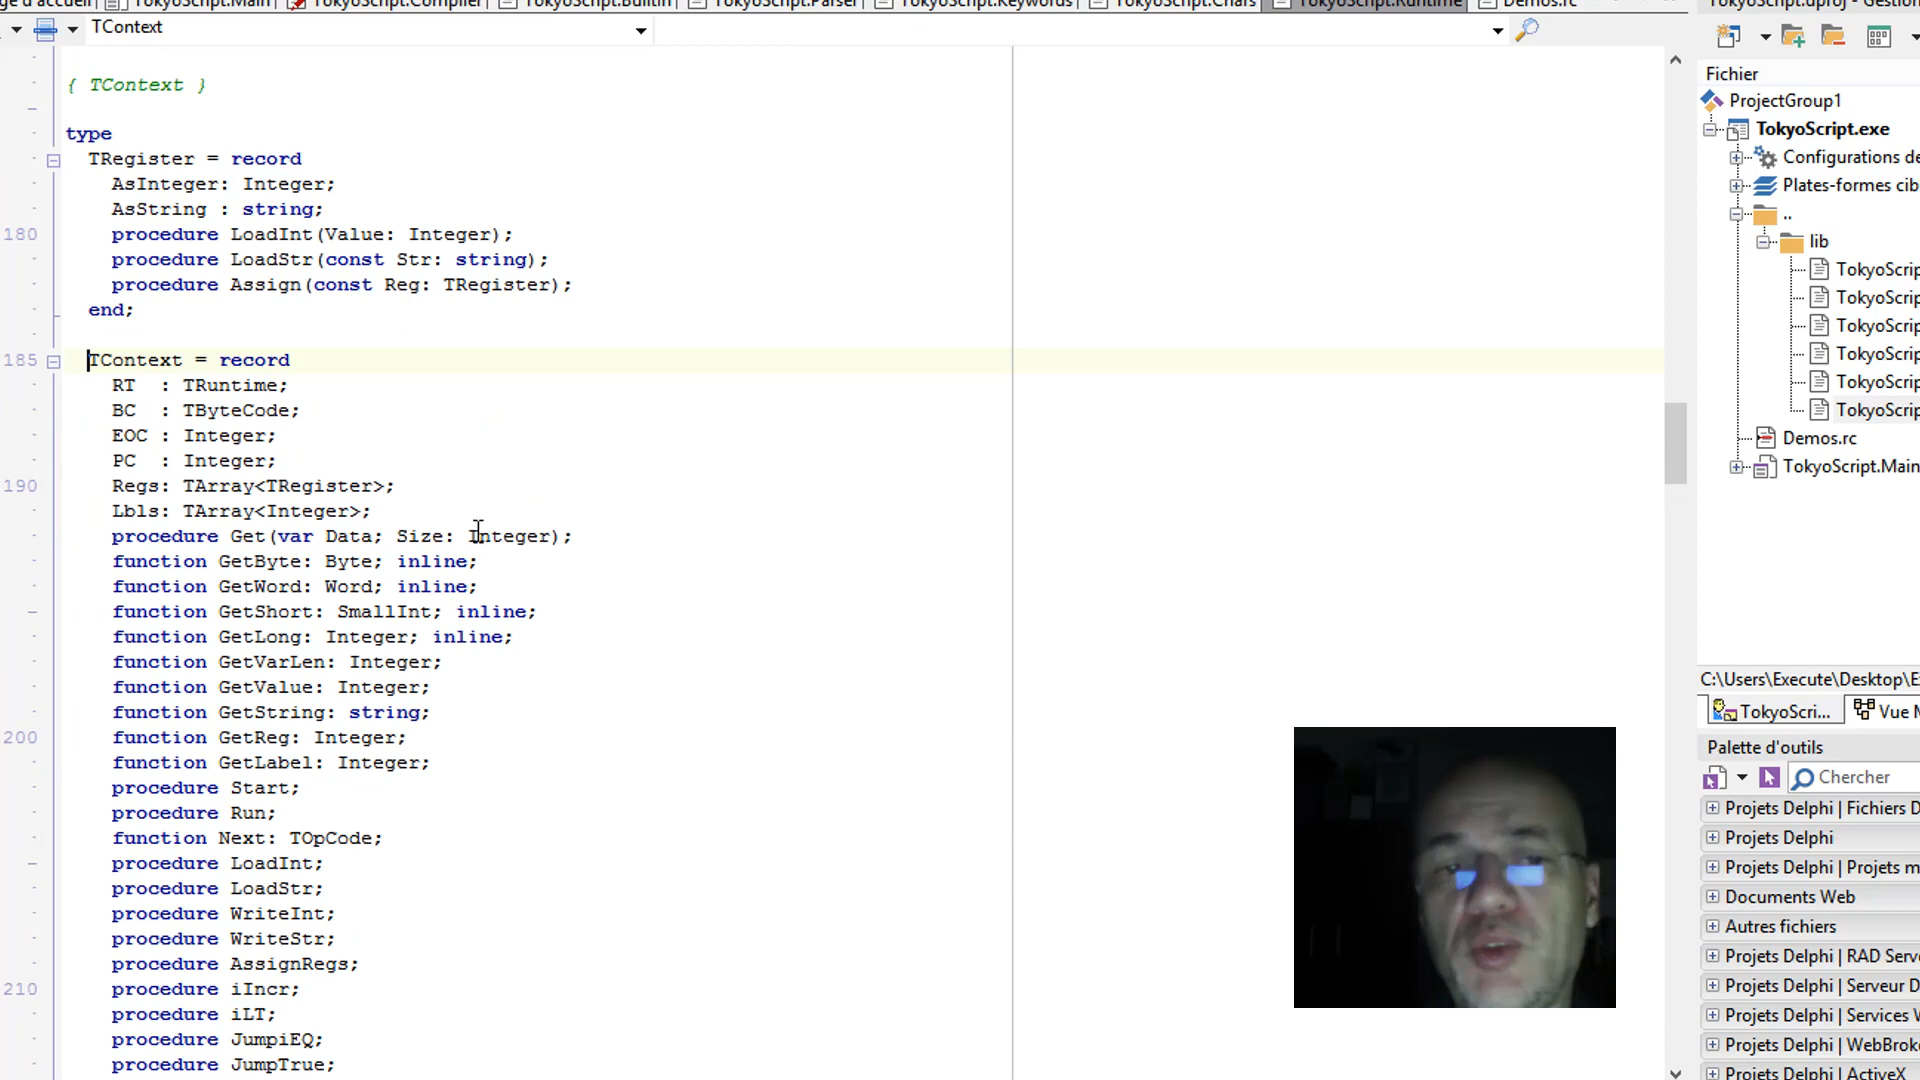 TokyoScript.Main
TokyoScript.Compiler
TokyoScript.Builtin
TokyoScript.Parser
TokyoScript.Keywords
TokyoScript.Chars
TokyoScript.Runtime
Demos.rc
TokyoScript.dproj - Gestion
TContext
{ TContext }
type
TRegister = record
AsInteger: Integer;
AsString : string;
180 procedure LoadInt(Value: Integer);
procedure LoadStr(const Str: string);
procedure Assign(const Reg: TRegister);
end;
185 TContext = record
RT : TRuntime;
BC : TByteCode;
EOC : Integer;
PC : Integer;
190 Regs: TArray<TRegister>;
Lbls: TArray<Integer>;
procedure Get(var Data; Size: Integer);
function GetByte: Byte; inline;
function GetWord: Word; inline;
function GetShort: SmallInt; inline;
function GetLong: Integer; inline;
function GetVarLen: Integer;
function GetValue: Integer;
function GetString: string;
200 function GetReg: Integer;
function GetLabel: Integer;
procedure Start;
procedure Run;
function Next: TOpCode;
procedure LoadInt;
procedure LoadStr;
procedure WriteInt;
procedure WriteStr;
procedure AssignRegs;
210 procedure iIncr;
procedure iLT;
procedure JumpiEQ;
procedure JumpTrue;
Fichier
ProjectGroup1
TokyoScript.exe
Configurations de
Plates-formes cib
..
lib
TokyoScrip
TokyoScrip
TokyoScrip
TokyoScrip
TokyoScrip
TokyoScrip
Demos.rc
TokyoScript.Main
C:\Users\Execute\Desktop\E
TokyoScri...
Vue M
Palette d'outils
Chercher
Projets Delphi | Fichiers D
Projets Delphi
Projets Delphi | Projets m
Documents Web
Autres fichiers
Projets Delphi | RAD Serv
Projets Delphi | Serveur D
Projets Delphi | Services W
Projets Delphi | WebBroke
Projets Delphi | ActiveX